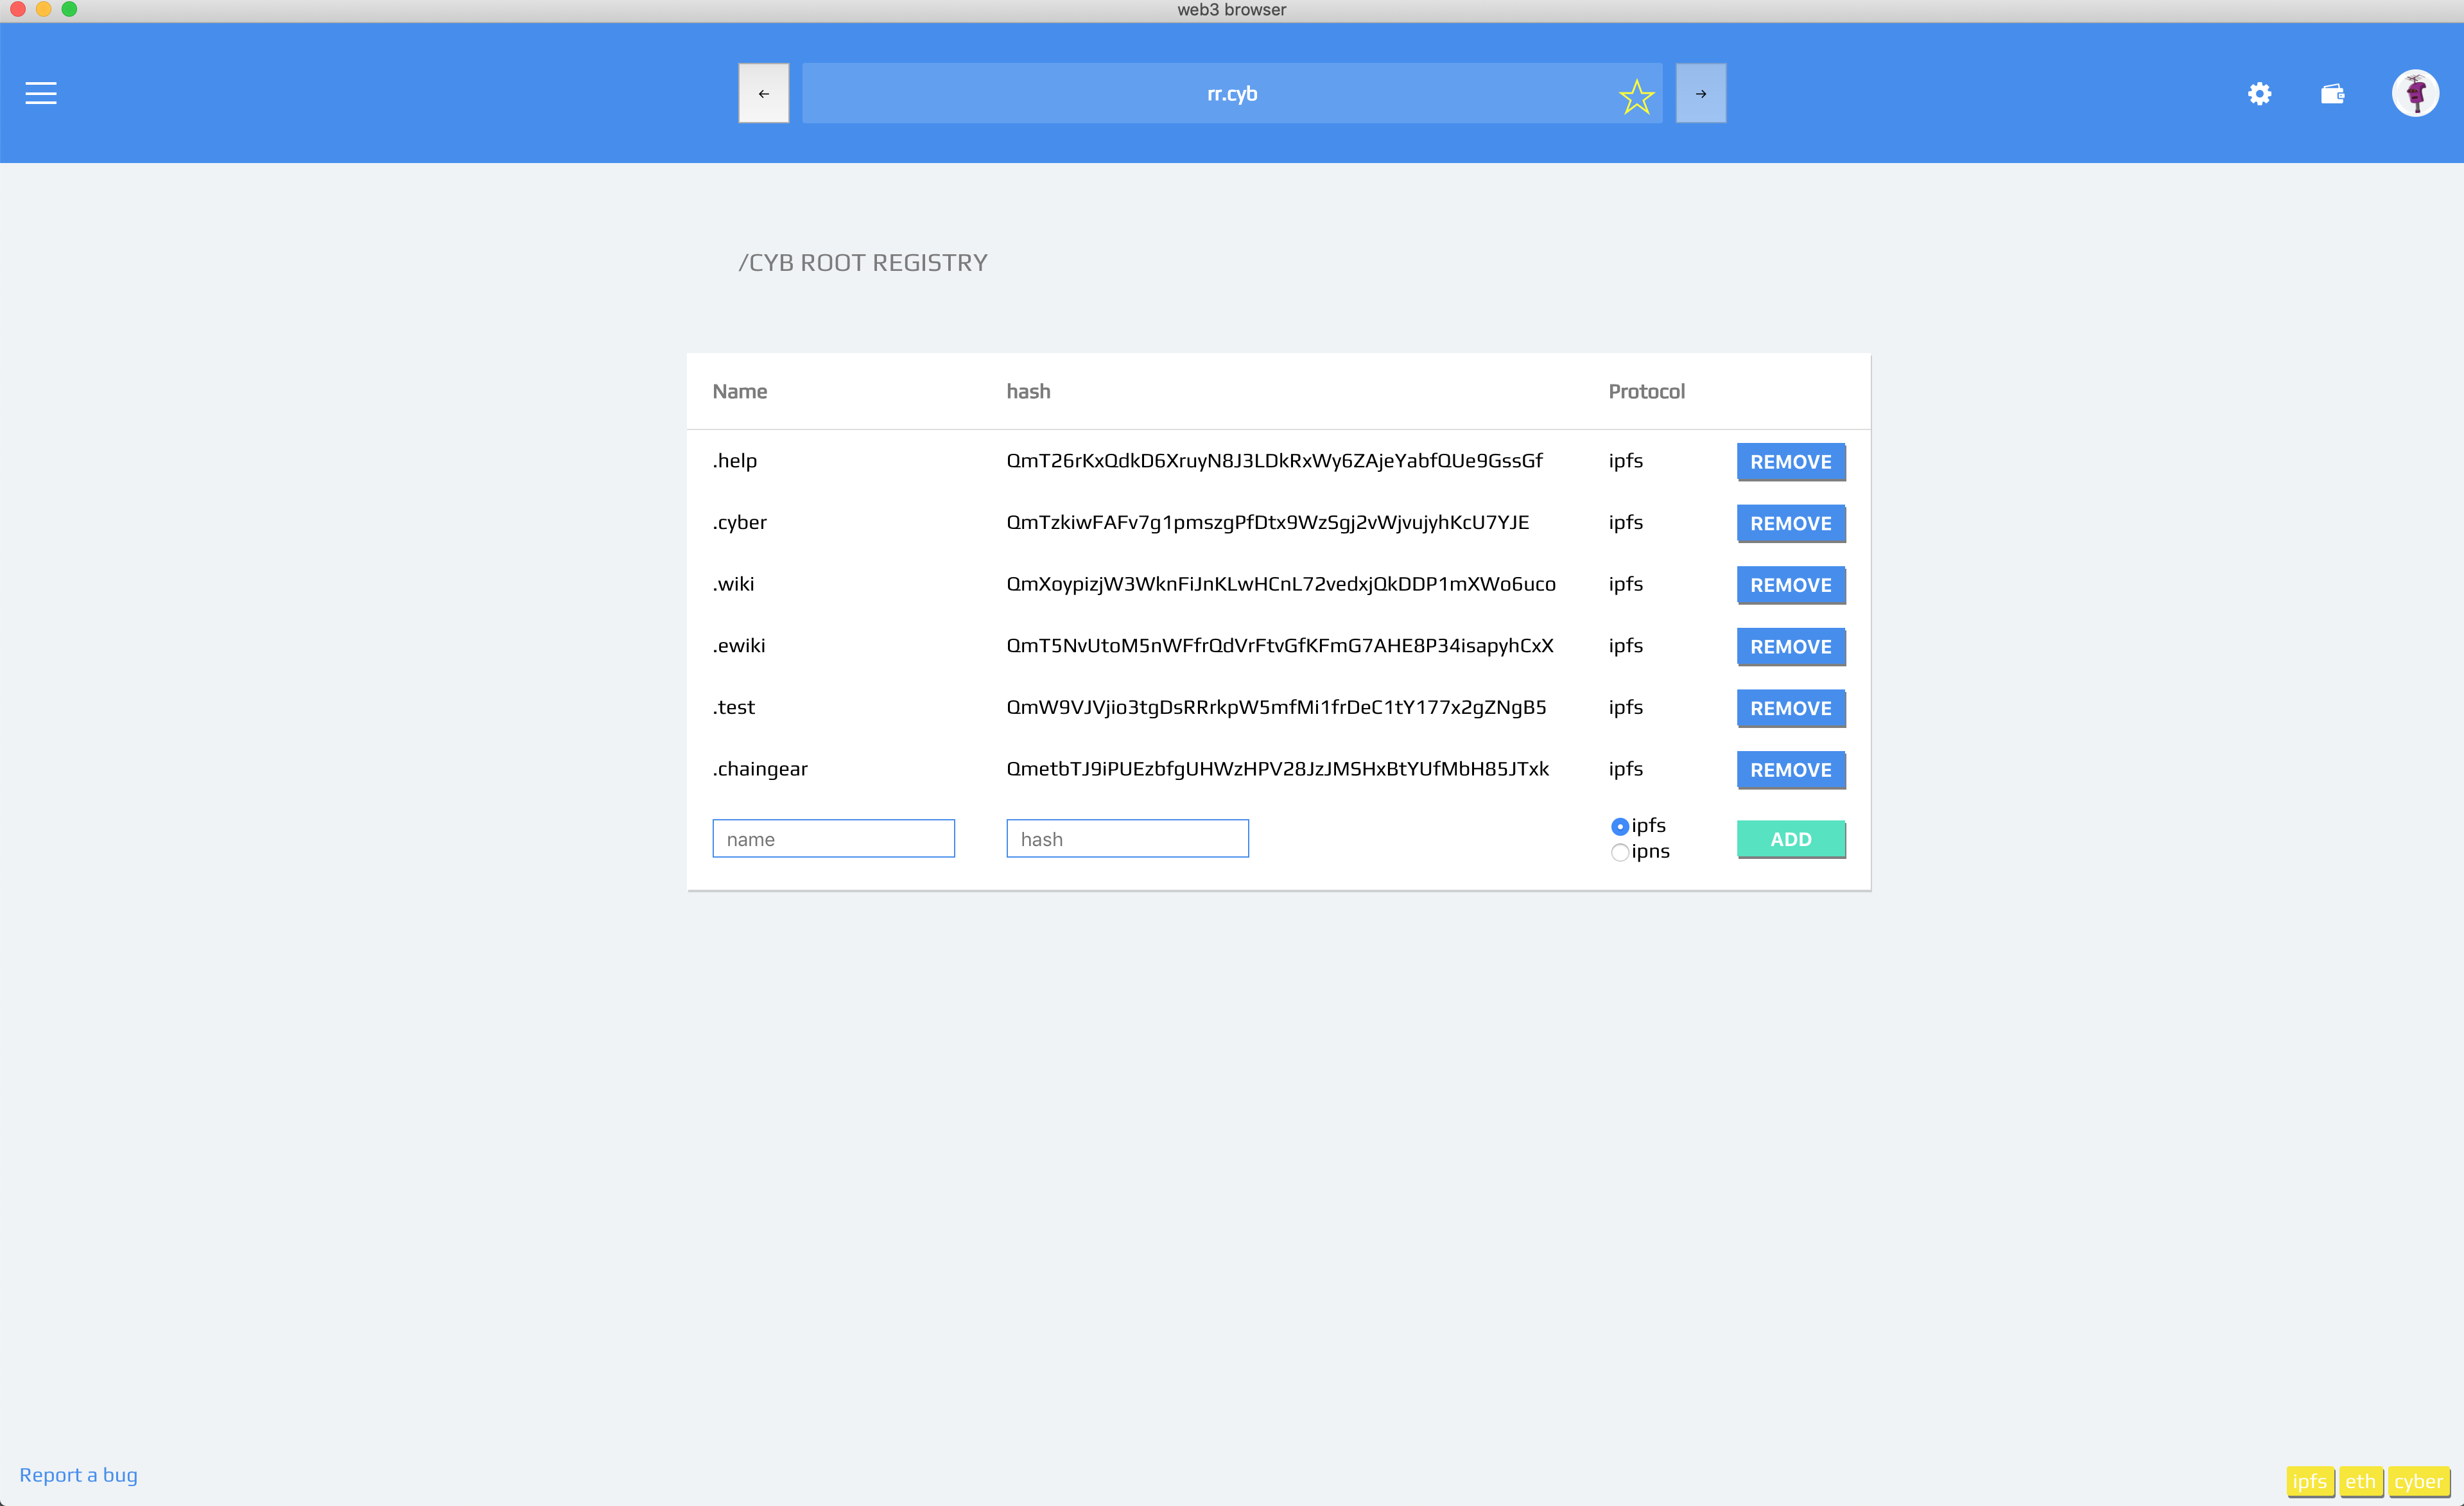 web3 browser
←
rr.cyb
→
/CYB ROOT REGISTRY
Name hash Protocol
.help QmT26rKxQdkD6XruyN8J3LDkRxWy6ZAjeYabfQUe9GssGf ipfs REMOVE
.cyber QmTzkiwFAFv7g1pmszgPfDtx9WzSgj2vWjvujyhKcU7YJE ipfs REMOVE
.wiki QmXoypizjW3WknFiJnKLwHCnL72vedxjQkDDP1mXWo6uco ipfs REMOVE
.ewiki QmT5NvUtoM5nWFfrQdVrFtvGfKFmG7AHE8P34isapyhCxX ipfs REMOVE
.test QmW9VJVjio3tgDsRRrkpW5mfMi1frDeC1tY177x2gZNgB5 ipfs REMOVE
.chaingear QmetbTJ9iPUEzbfgUHWzHPV28JzJMSHxBtYUfMbH85JTxk ipfs REMOVE
name hash ipfs ADD
ipns
Report a bug
ipfs eth cyber